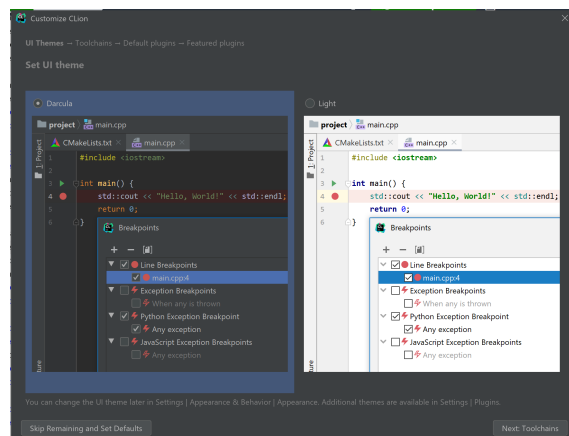 Customize CLion
UI Themes → Toolchains → Default plugins → Featured plugins
Set UI theme
Darcula
project main.cpp
CMakeLists.txt main.cpp
1: Project
1 #include <iostream>
2
3 int main() {
4 std::cout << "Hello, World!" << std::endl;
5 return 0;
6 }
Breakpoints
Line Breakpoints
main.cpp:4
Exception Breakpoints
When any is thrown
Python Exception Breakpoint
Any exception
JavaScript Exception Breakpoints
Any exception
ture
Light
project main.cpp
CMakeLists.txt main.cpp
1: Project
1 #include <iostream>
2
3 int main() {
4 std::cout << "Hello, World!" << std::endl;
5 return 0;
6 }
Breakpoints
Line Breakpoints
main.cpp:4
Exception Breakpoints
When any is thrown
Python Exception Breakpoint
Any exception
JavaScript Exception Breakpoints
Any exception
ture
You can change the UI theme later in Settings | Appearance & Behavior | Appearance. Additional themes are available in Settings | Plugins.
Skip Remaining and Set Defaults
Next: Toolchains